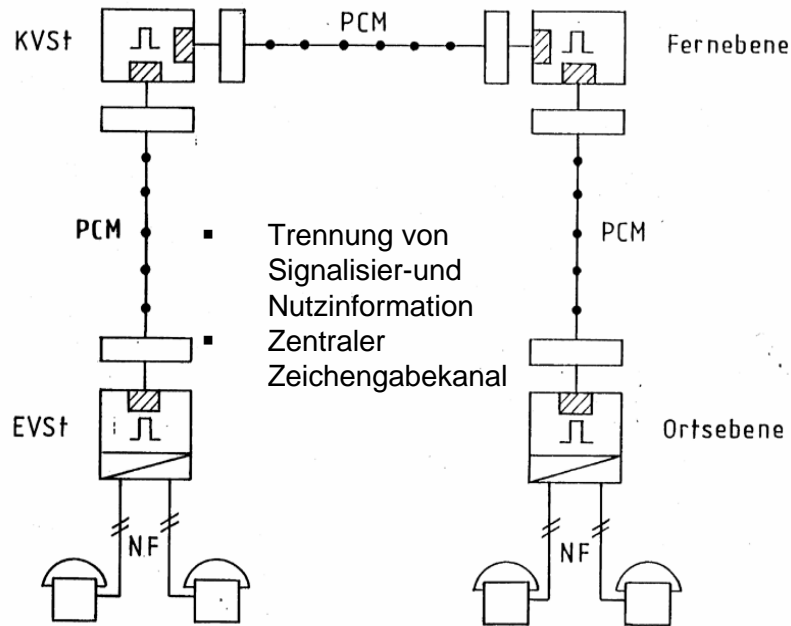 KVSt
PCM
Fernebene
PCM
PCM
▪ Trennung von
Signalisier-und
Nutzinformation
▪ Zentraler
Zeichengabekanal
EVSt
Ortsebene
NF
NF